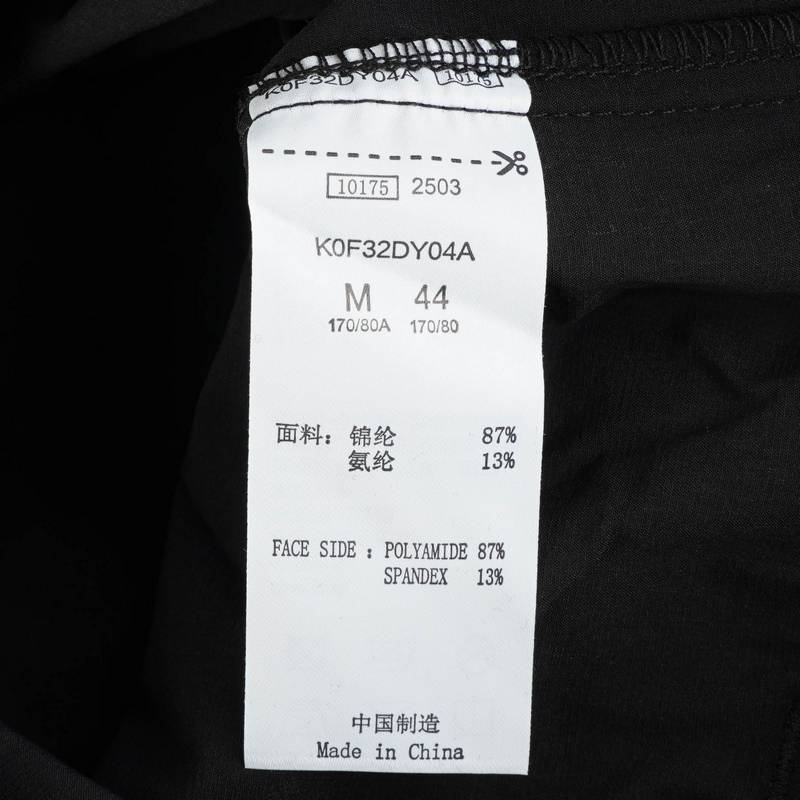 K0F32DY04A 10175
10175 2503
K0F32DY04A
M 44
170/80A 170/80
面料: 锦纶 87%
氨纶 13%
FACE SIDE : POLYAMIDE 87%
SPANDEX 13%
中国制造
Made in China